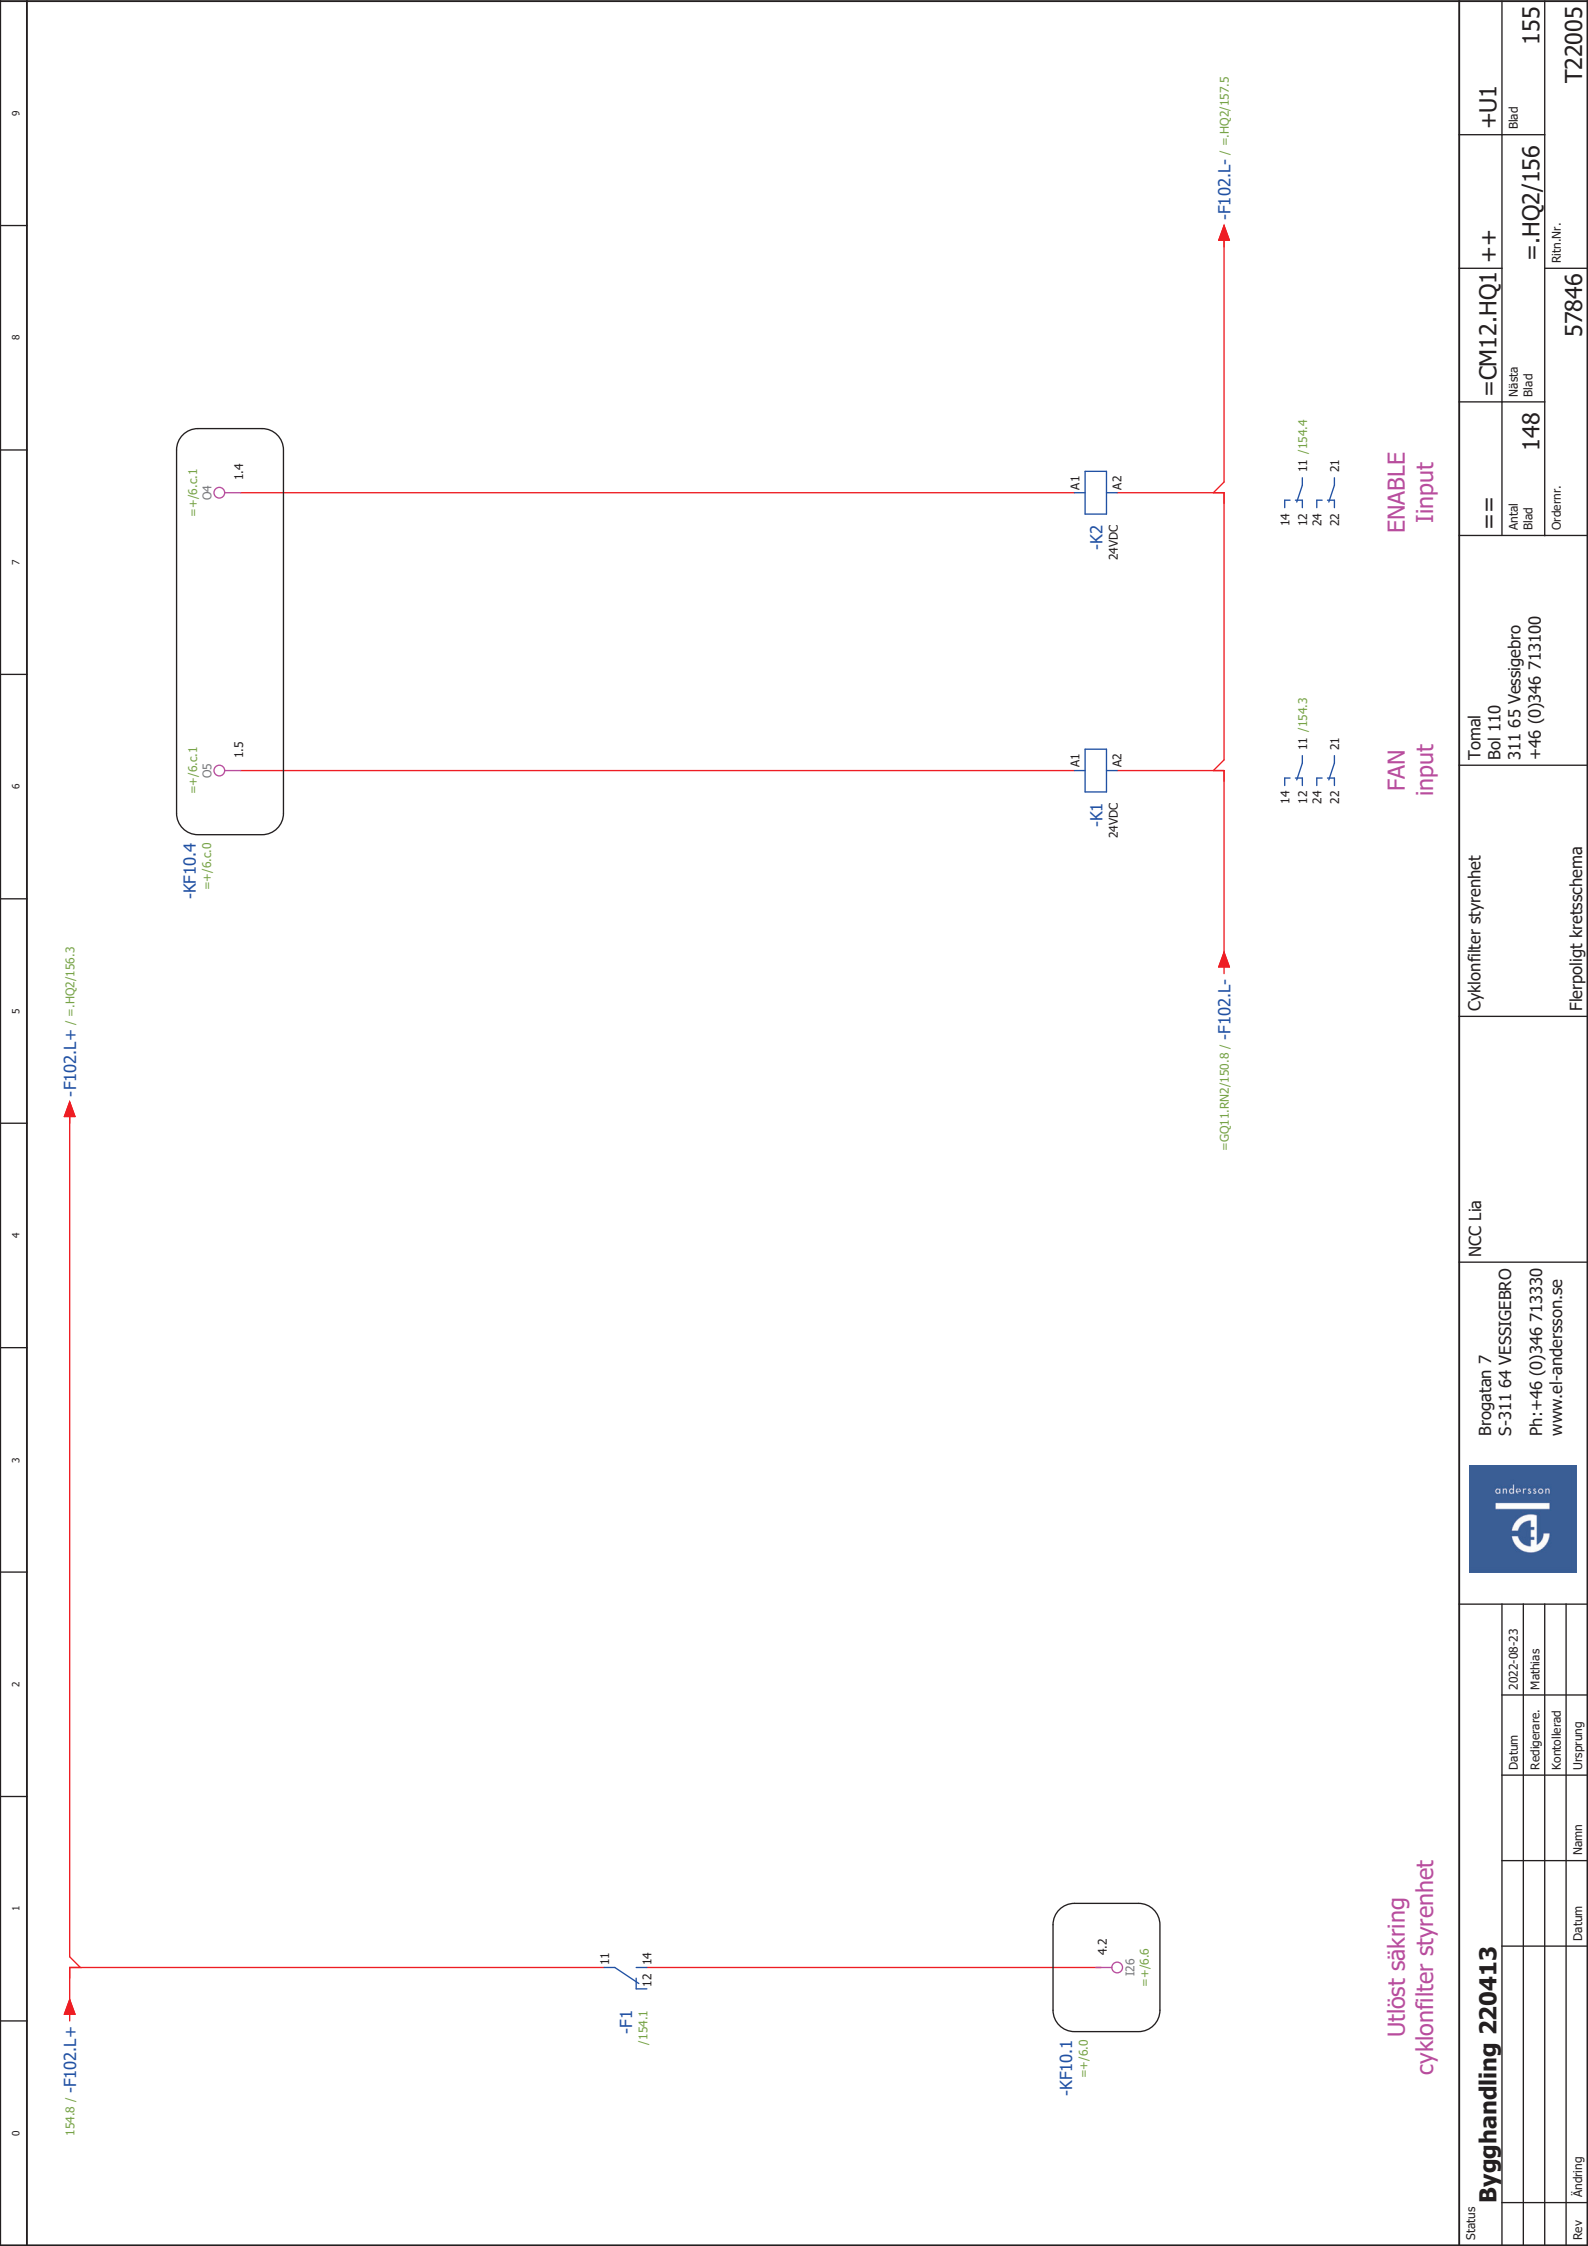 0 1 2 3 4 5 6 7 8 9
154.8 / -F102.L+
-F102.L+ / =.HQ2/156.3
-KF10.4
=+/6.c.0
=+/6.c.1
O5
1.5
=+/6.c.1
O4
1.4
-F1
/154.1
11
12 14
-KF10.1
=+/6.0
4.2
I26
=+/6.6
-K1
24VDC
A1
A2
-K2
24VDC
A1
A2
=GQ11.RN2/150.8 / -F102.L-
-F102.L- / =.HQ2/157.5
14
12 11 /154.3
24
22 21
14
12 11 /154.4
24
22 21
Utlöst säkring
cyklonfilter styrenhet
FAN
input
ENABLE
Iinput
Status
Bygghandling 220413
Rev Ändring Datum Namn
Datum 2022-08-23
Redigerare. Mathias
Kontollerad
Ursprung
el
andersson
Brogatan 7
S-311 64 VESSIGEBRO
Ph:+46 (0)346 713330
www.el-andersson.se
NCC Lia
Cyklonfilter styrenhet
Flerpoligt kretsschema
Tomal
Bol 110
311 65 Vessigebro
+46 (0)346 713100
== =CM12.HQ1 ++ +U1
Antal
Blad 148
Nästa
Blad =.HQ2/156
Blad 155
Ordernr. 57846
Ritn.Nr. T22005